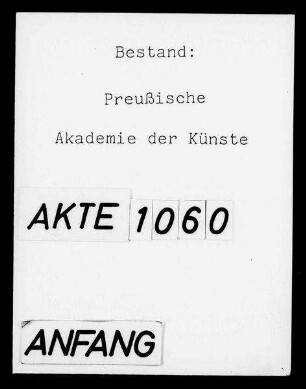 Bestand:
Preußische
Akademie der Künste
AKTE 1060
ANFANG